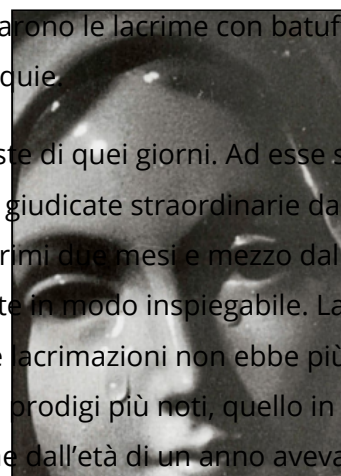 arono le lacrime con batuf
quie.
ste di quei giorni. Ad esse s
giudicate straordinarie da
rimi due mesi e mezzo dal
te in modo inspiegabile. La
e lacrimazioni non ebbe più
prodigi più noti, quello in
ne dall'età di un anno aveva